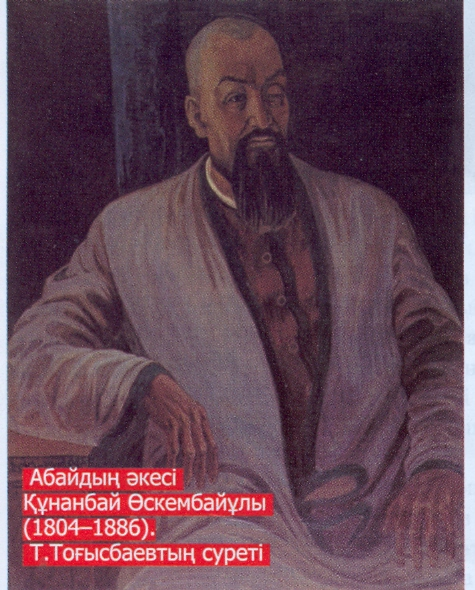 Абайдың әкесі
Құнанбай Өскембайұлы
(1804–1886).
Т.Тоғысбаевтың суреті